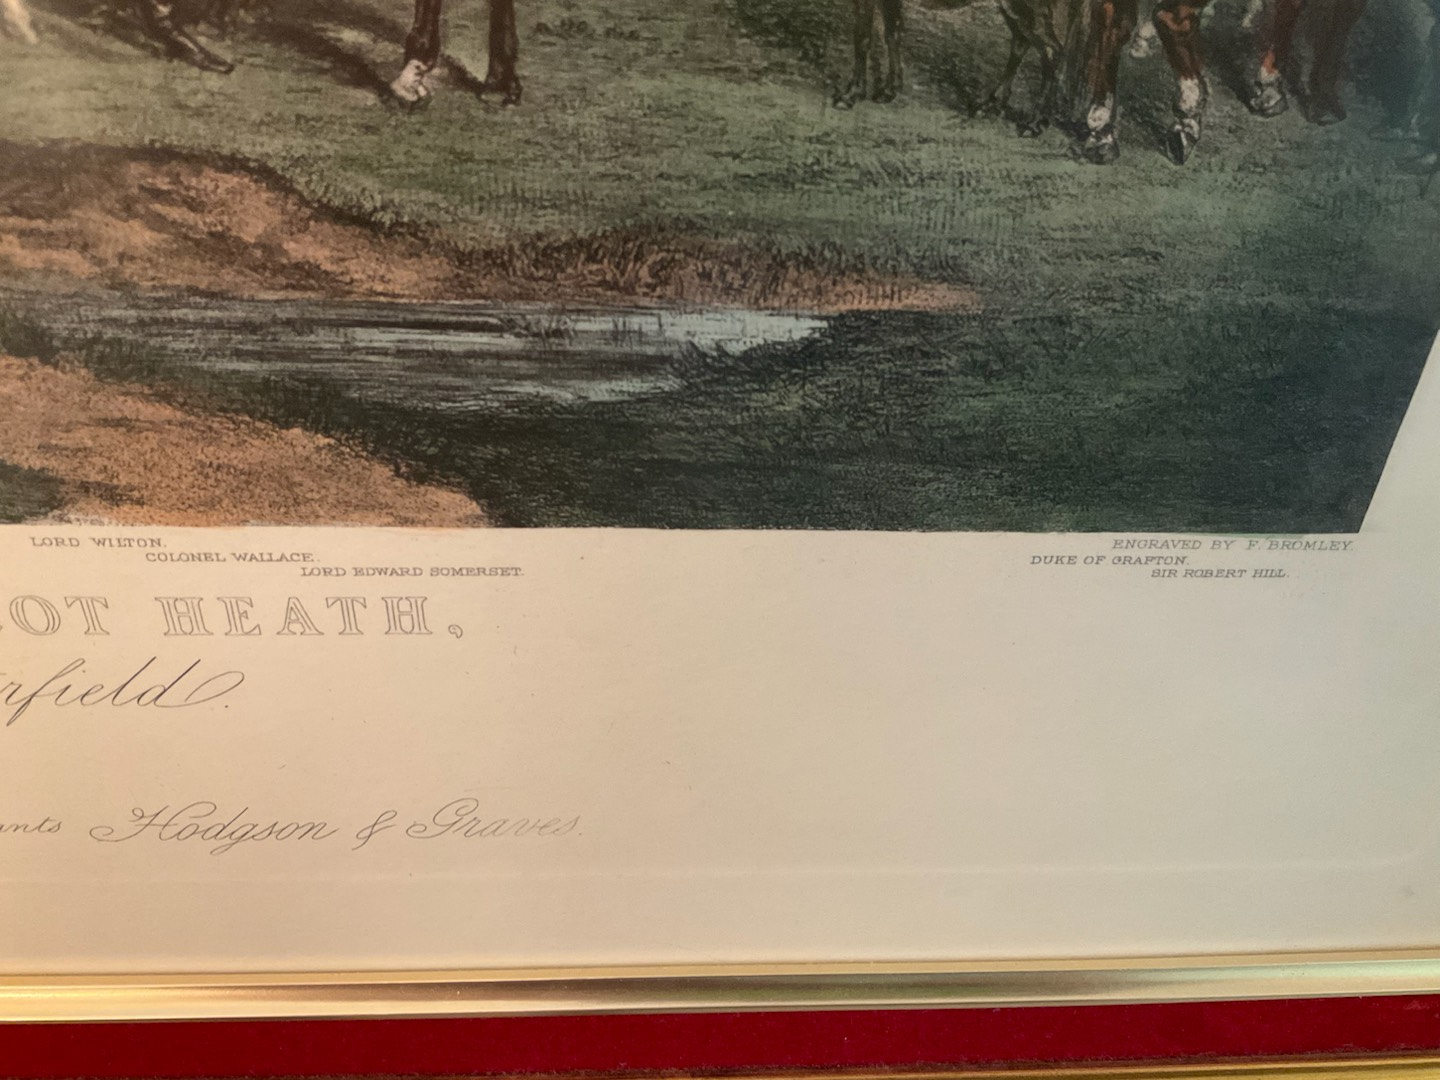 ENGRAVED BY F. BROMLEY.
LORD WILTON.
COLONEL WALLACE.
LORD EDWARD SOMERSET.
DUKE OF GRAFTON.
SIR ROBERT HILL.
OT HEATH,
rfield.
nts Hodgson & Graves.